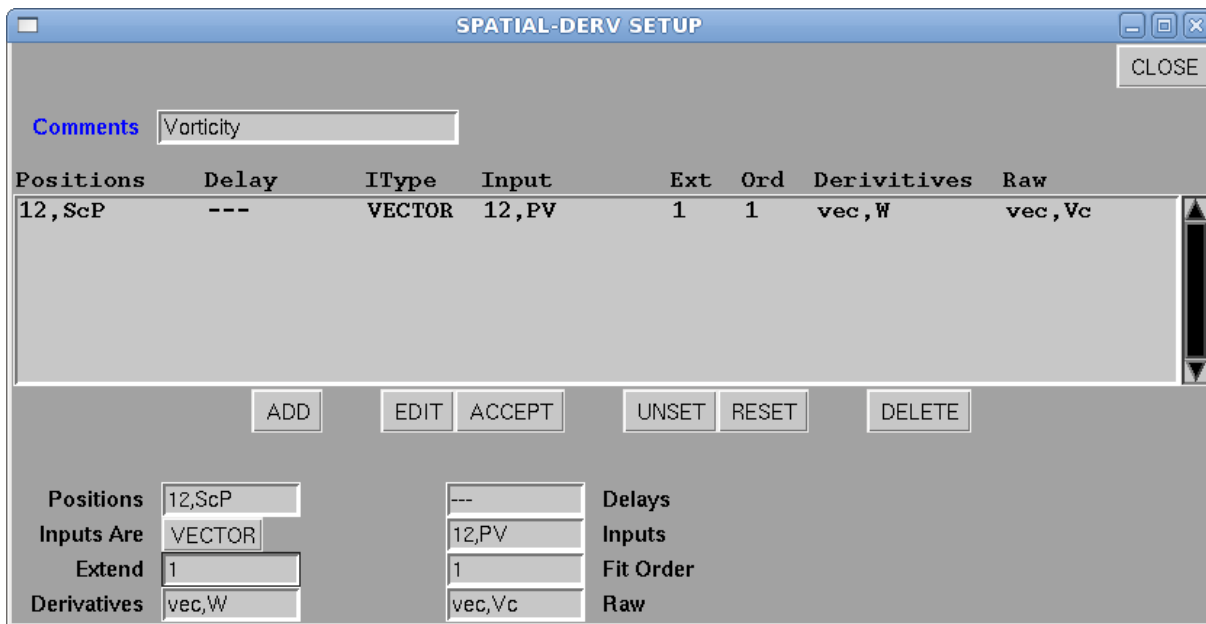 SPATIAL-DERV SETUP
CLOSE
Comments Vorticity
Positions Delay IType Input Ext Ord Derivitives Raw
12,ScP --- VECTOR 12,PV 1 1 vec,W vec,Vc
ADD EDIT ACCEPT UNSET RESET DELETE
Positions 12,ScP --- Delays
Inputs Are VECTOR 12,PV Inputs
Extend 1 1 Fit Order
Derivatives vec,W vec,Vc Raw